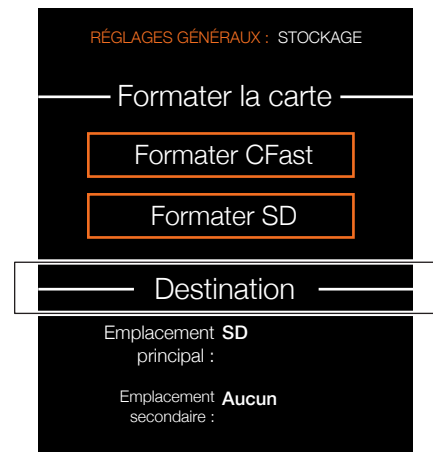 RÉGLAGES GÉNÉRAUX : STOCKAGE
Formater la carte
Formater CFast
Formater SD
Destination
Emplacement SD
principal :
Emplacement Aucun
secondaire :